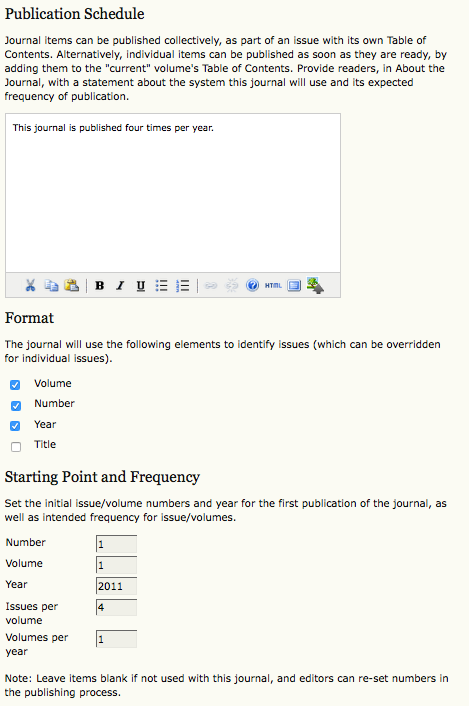 Publication Schedule
Journal items can be published collectively, as part of an issue with its own Table of
Contents. Alternatively, individual items can be published as soon as they are ready, by
adding them to the "current" volume's Table of Contents. Provide readers, in About the
Journal, with a statement about the system this journal will use and its expected
frequency of publication.
This journal is published four times per year.
B I U HTML
Format
The journal will use the following elements to identify issues (which can be overridden
for individual issues).
Volume
Number
Year
Title
Starting Point and Frequency
Set the initial issue/volume numbers and year for the first publication of the journal, as
well as intended frequency for issue/volumes.
Number 1
Volume 1
Year 2011
Issues per 4
volume
Volumes per 1
year
Note: Leave items blank if not used with this journal, and editors can re-set numbers in
the publishing process.